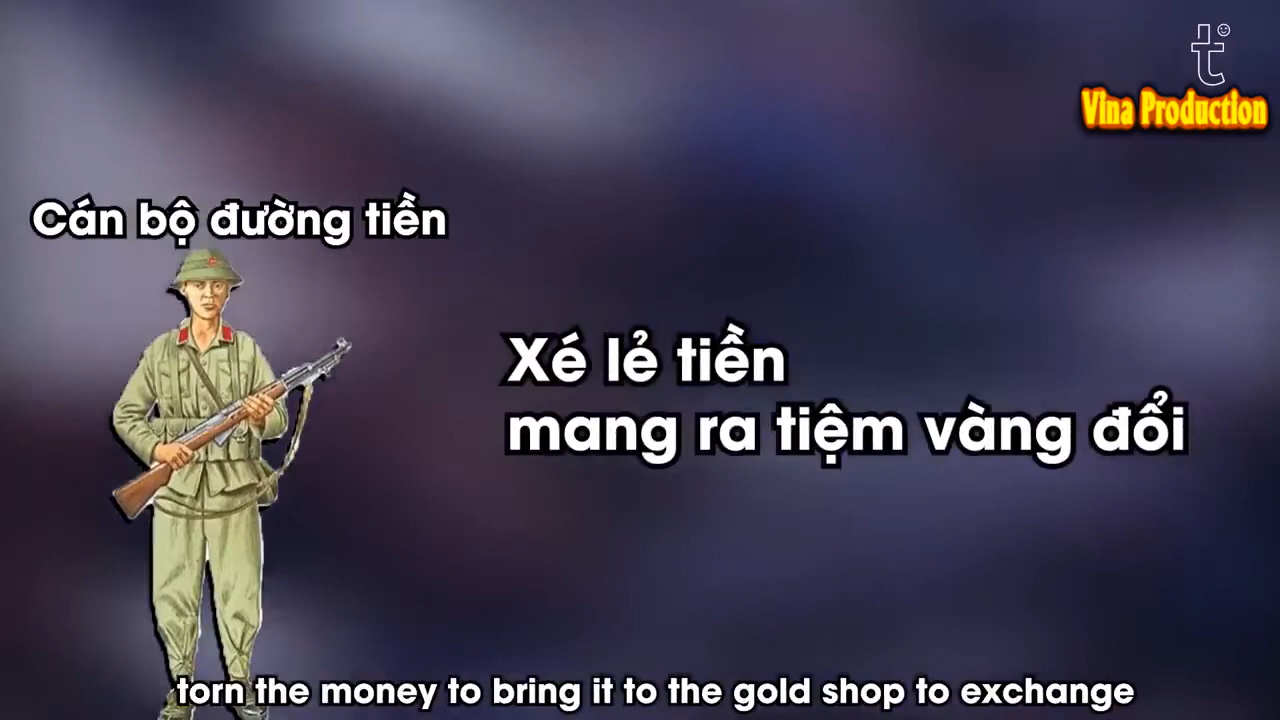 Vina Production
Cán bộ đường tiền
Xé lẻ tiền
mang ra tiệm vàng đổi
torn the money to bring it to the gold shop to exchange